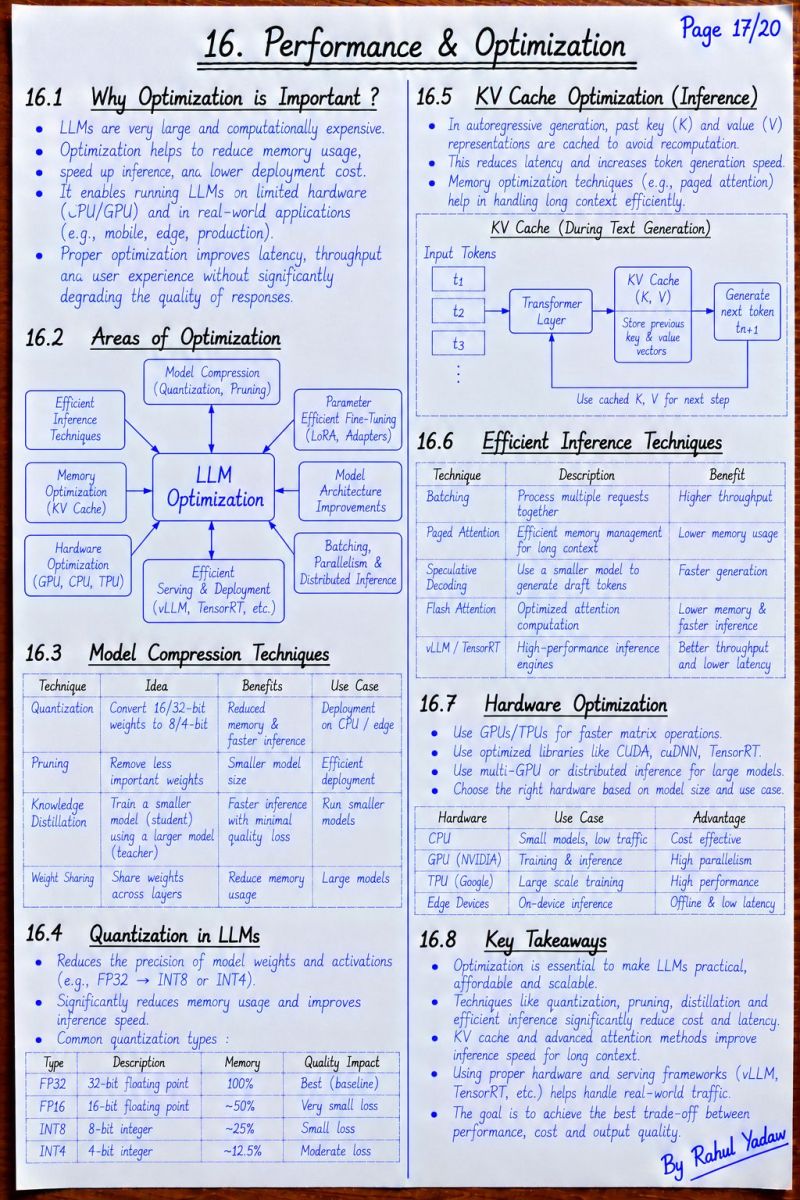 Page 17/20
16. Performance & Optimization
16.1 Why Optimization is Important ?
• LLMs are very large and computationally expensive.
• Optimization helps to reduce memory usage,
• speed up inference, and lower deployment cost.
• It enables running LLMs on limited hardware
(CPU/GPU) and in real-world applications
(e.g., mobile, edge, production).
• Proper optimization improves latency, throughput
and user experience without significantly
degrading the quality of responses.
16.2 Areas of Optimization
Model Compression
(Quantization, Pruning)
Efficient
Inference
Techniques
Parameter
Efficient Fine-Tuning
(LoRA, Adapters)
Memory
Optimization
(KV Cache)
LLM
Optimization
Model
Architecture
Improvements
Hardware
Optimization
(GPU, CPU, TPU)
Efficient
Serving & Deployment
(vLLM, TensorRT, etc.)
Batching,
Parallelism &
Distributed Inference
16.3 Model Compression Techniques
Technique Idea Benefits Use Case
Quantization Convert 16/32-bit Reduced Deployment
weights to 8/4-bit memory & on CPU / edge
faster inference
Pruning Remove less Smaller model Efficient
important weights size deployment
Knowledge Train a smaller Faster inference Run smaller
Distillation model (student) with minimal models
using a larger model quality loss
(teacher)
Weight Sharing Share weights Reduce memory Large models
across layers usage
16.4 Quantization in LLMs
• Reduces the precision of model weights and activations
(e.g., FP32 → INT8 or INT4).
• Significantly reduces memory usage and improves
inference speed.
• Common quantization types :
Type Description Memory Quality Impact
FP32 32-bit floating point 100% Best (baseline)
FP16 16-bit floating point ~50% Very small loss
INT8 8-bit integer ~25% Small loss
INT4 4-bit integer ~12.5% Moderate loss
16.5 KV Cache Optimization (Inference)
• In autoregressive generation, past key (K) and value (V)
representations are cached to avoid recomputation.
• This reduces latency and increases token generation speed.
• Memory optimization techniques (e.g., paged attention)
help in handling long context efficiently.
KV Cache (During Text Generation)
Input Tokens
t1
t2
t3
⋮
Transformer
Layer
KV Cache
(K, V)
Store previous
key & value
vectors
Generate
next token
tn+1
Use cached K, V for next step
16.6 Efficient Inference Techniques
Technique Description Benefit
Batching Process multiple requests Higher throughput
together
Paged Attention Efficient memory management Lower memory usage
for long context
Speculative Use a smaller model to Faster generation
Decoding generate draft tokens
Flash Attention Optimized attention Lower memory &
computation faster inference
vLLM / TensorRT High-performance inference Better throughput
engines and lower latency
16.7 Hardware Optimization
• Use GPUs/TPUs for faster matrix operations.
• Use optimized libraries like CUDA, cuDNN, TensorRT.
• Use multi-GPU or distributed inference for large models.
• Choose the right hardware based on model size and use case.
Hardware Use Case Advantage
CPU Small models, low traffic Cost effective
GPU (NVIDIA) Training & inference High parallelism
TPU (Google) Large scale training High performance
Edge Devices On-device inference Offline & low latency
16.8 Key Takeaways
• Optimization is essential to make LLMs practical,
affordable and scalable.
• Techniques like quantization, pruning, distillation and
efficient inference significantly reduce cost and latency.
• KV cache and advanced attention methods improve
inference speed for long context.
• Using proper hardware and serving frameworks (vLLM,
TensorRT, etc.) helps handle real-world traffic.
• The goal is to achieve the best trade-off between
performance, cost and output quality.
By Rahul Yadaw